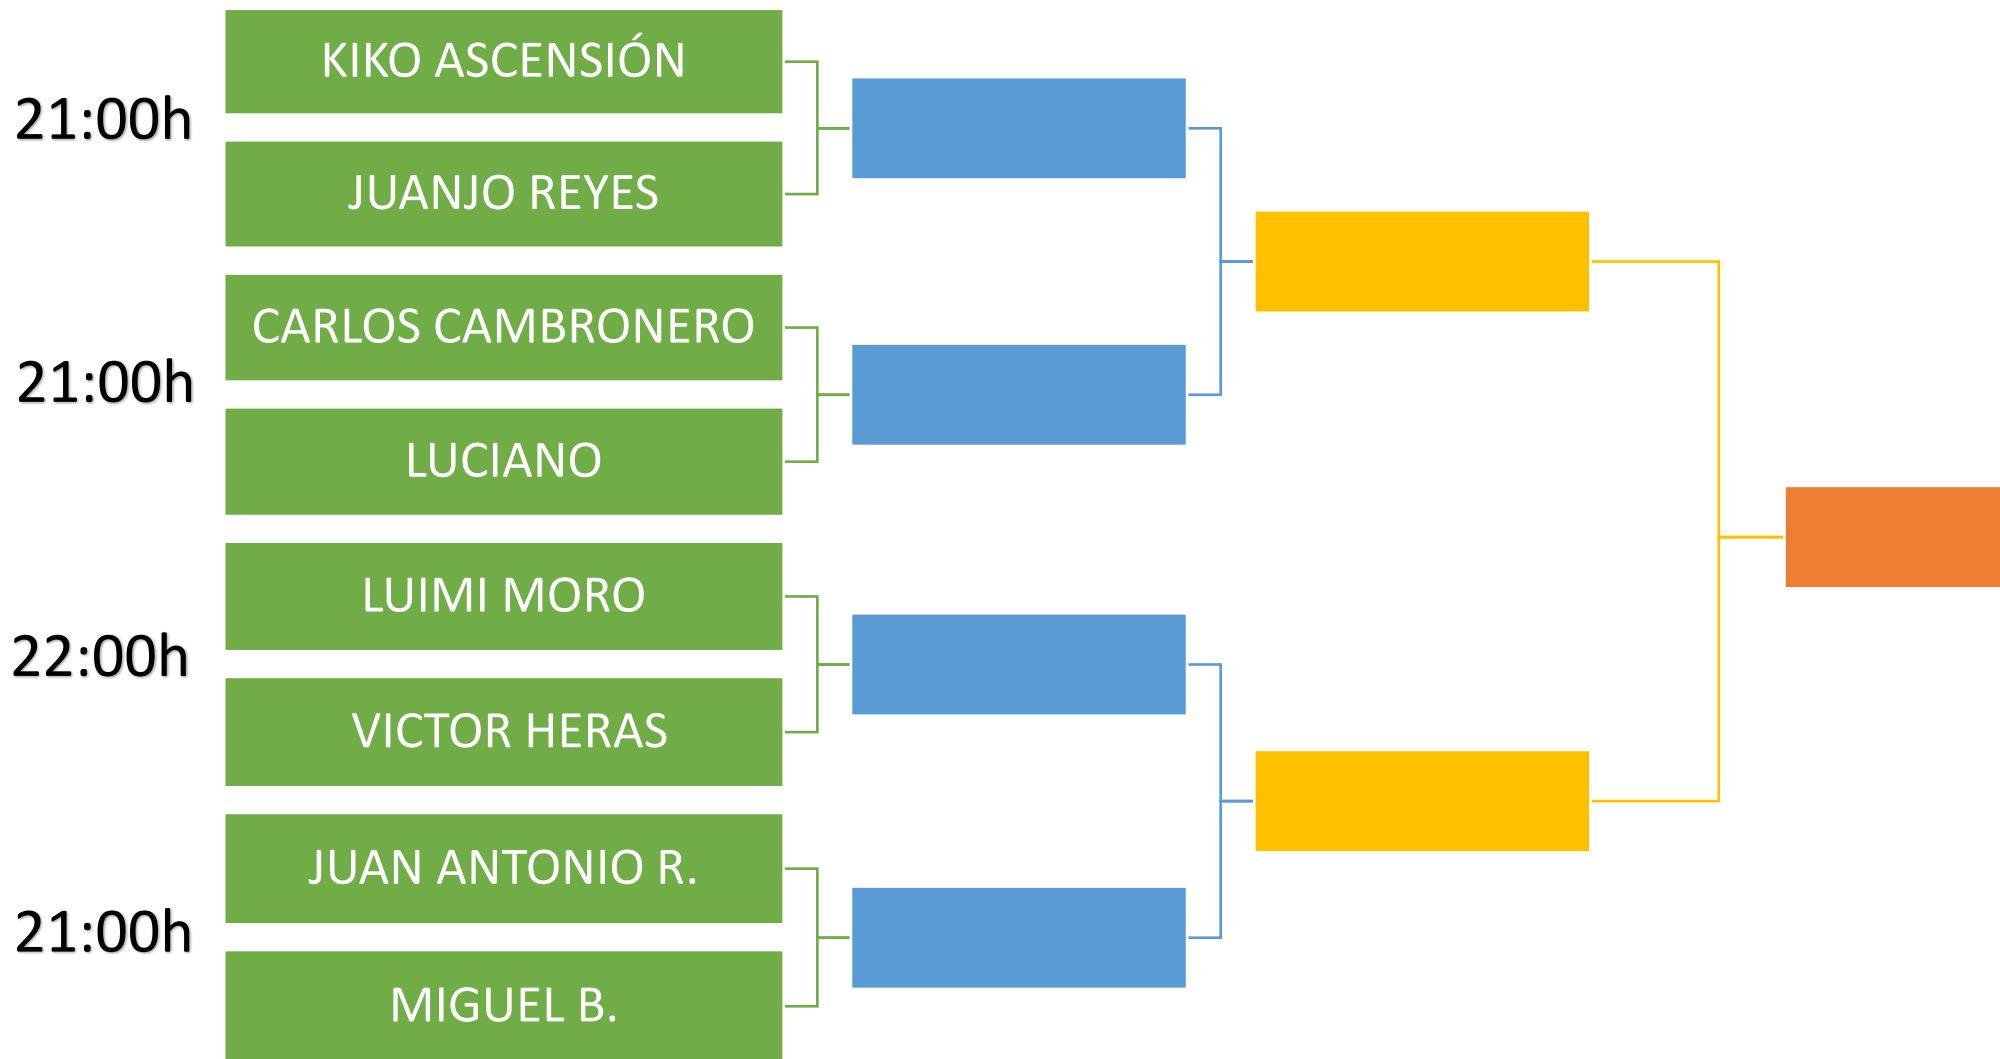 KIKO ASCENSIÓN
21:00h
JUANJO REYES
CARLOS CAMBRONERO
21:00h
LUCIANO
LUIMI MORO
22:00h
VICTOR HERAS
JUAN ANTONIO R.
21:00h
MIGUEL B.